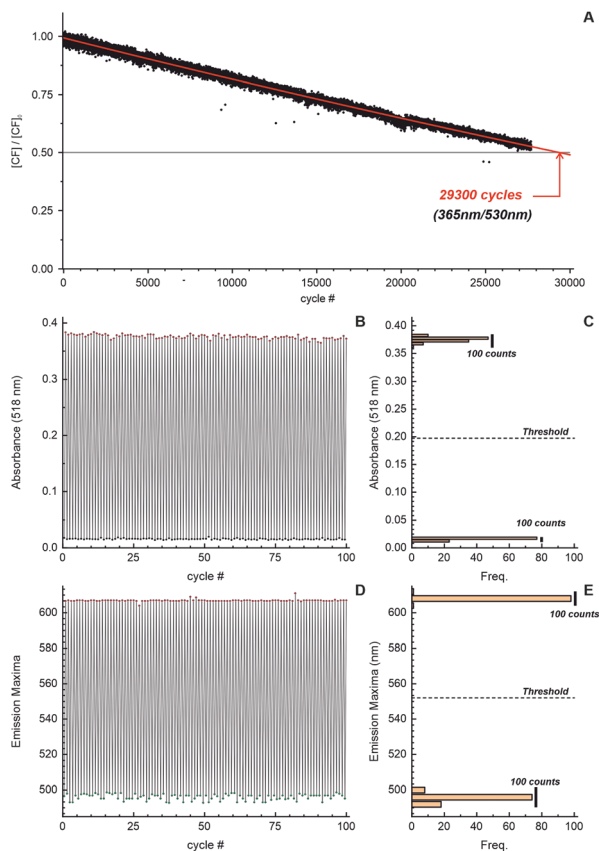 A
1.00
0.75
0.50
0.25
0.00
[CF] / [CF]₀
29300 cycles
(365nm/530nm)
0 5000 10000 15000 20000 25000 30000
cycle #
B
0.4
0.3
0.2
0.1
0.0
Absorbance (518 nm)
0 25 50 75 100
cycle #
C
0.40
0.35
0.30
0.25
0.20
0.15
0.10
0.05
0.00
Absorbance (518 nm)
100 counts
Threshold
100 counts
0 20 40 60 80 100
Freq.
D
600
580
560
540
520
500
Emission Maxima
0 25 50 75 100
cycle #
E
600
580
560
540
520
500
Emission Maxima (nm)
100 counts
Threshold
100 counts
0 20 40 60 80 100
Freq.